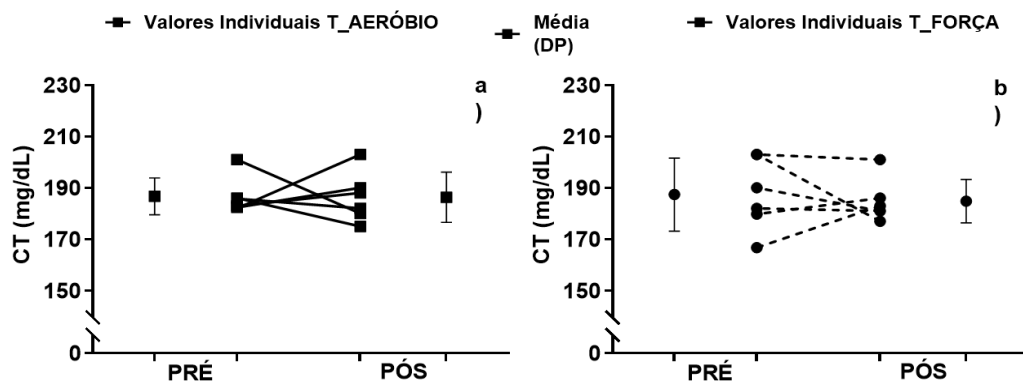 Valores Individuais T_AERÓBIO
Média
(DP)
Valores Individuais T_FORÇA
a
)
CT (mg/dL)
230
210
190
170
150
0
PRÉ
PÓS
b
)
CT (mg/dL)
230
210
190
170
150
0
PRÉ
PÓS